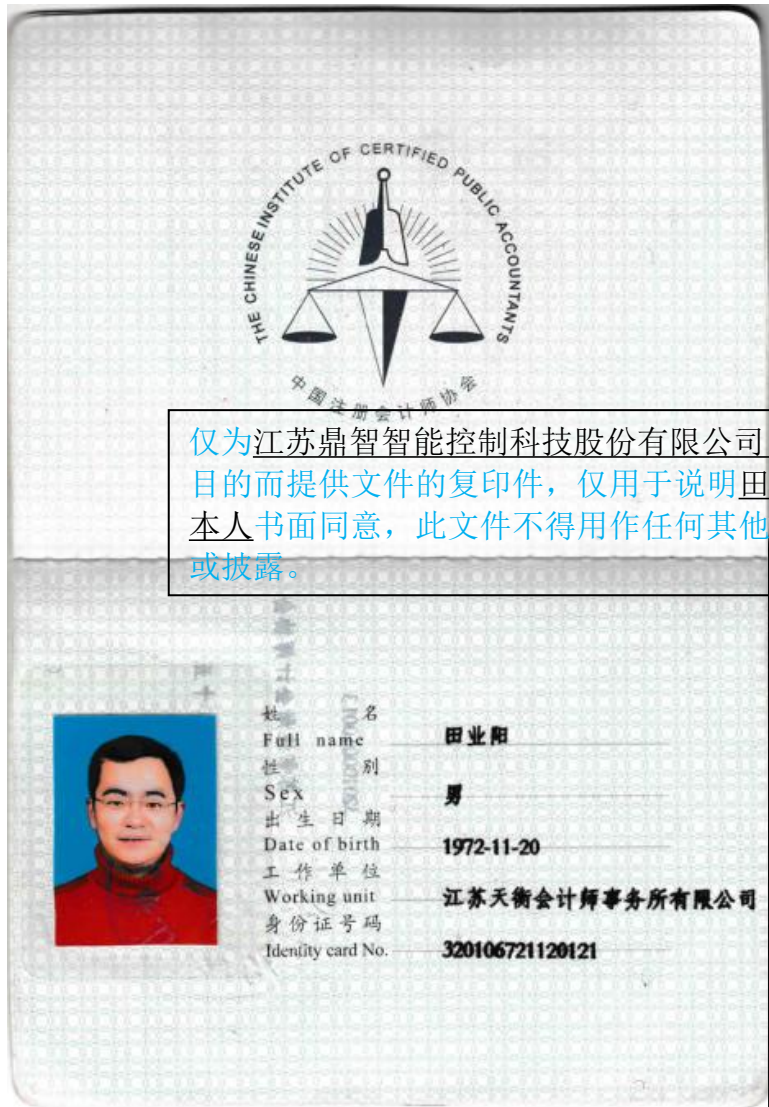 THE CHINESE INSTITUTE OF CERTIFIED PUBLIC ACCOUNTANTS
中国注册会计师协会
仅为江苏鼎智智能控制科技股份有限公司
目的而提供文件的复印件，仅用于说明田
本人书面同意，此文件不得用作任何其他
或披露。
姓 名
Full name 田业阳
性 别
Sex 男
出 生 日 期
Date of birth 1972-11-20
工 作 单 位
Working unit 江苏天衡会计师事务所有限公司
身 份 证 号 码
Identity card No. 320106721120121